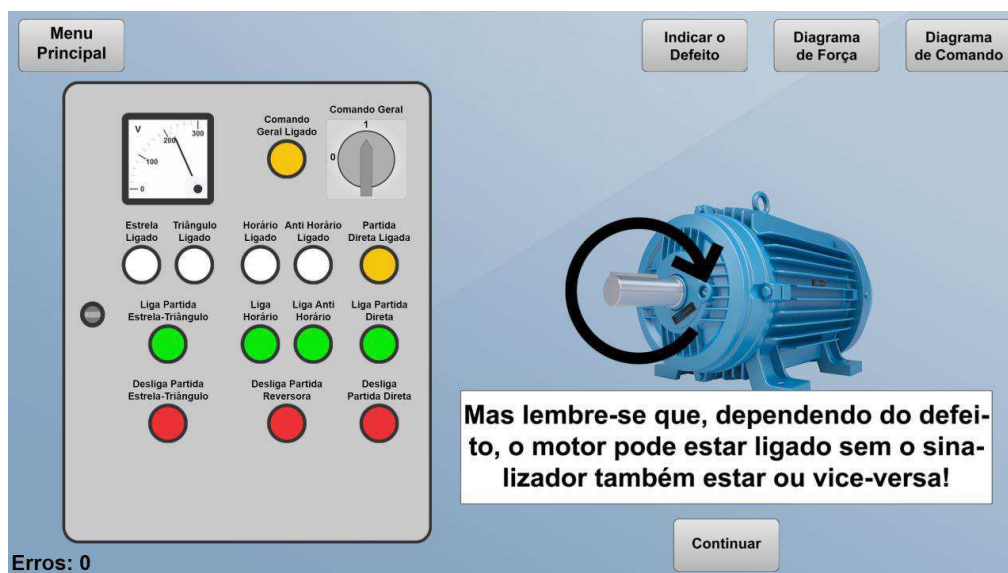 Menu
Principal
Indicar o
Defeito
Diagrama
de Força
Diagrama
de Comando
V
0
100
200
300
Comando
Geral Ligado
Comando Geral
1
0
Estrela
Ligado
Triângulo
Ligado
Horário
Ligado
Anti Horário
Ligado
Partida
Direta Ligada
Liga Partida
Estrela-Triângulo
Liga
Horário
Liga Anti
Horário
Liga Partida
Direta
Desliga Partida
Estrela-Triângulo
Desliga Partida
Reversora
Desliga
Partida Direta
Mas lembre-se que, dependendo do defei-
to, o motor pode estar ligado sem o sina-
lizador também estar ou vice-versa!
Continuar
Erros: 0